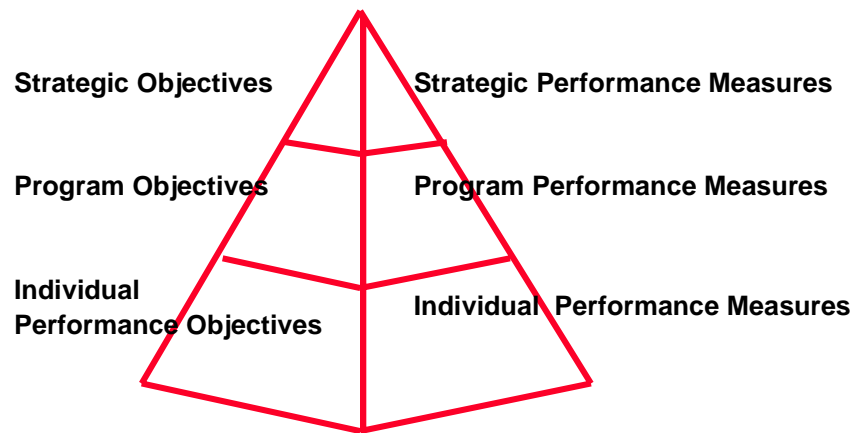 Strategic Objectives
Strategic Performance Measures
Program Objectives
Program Performance Measures
Individual
Performance Objectives
Individual Performance Measures